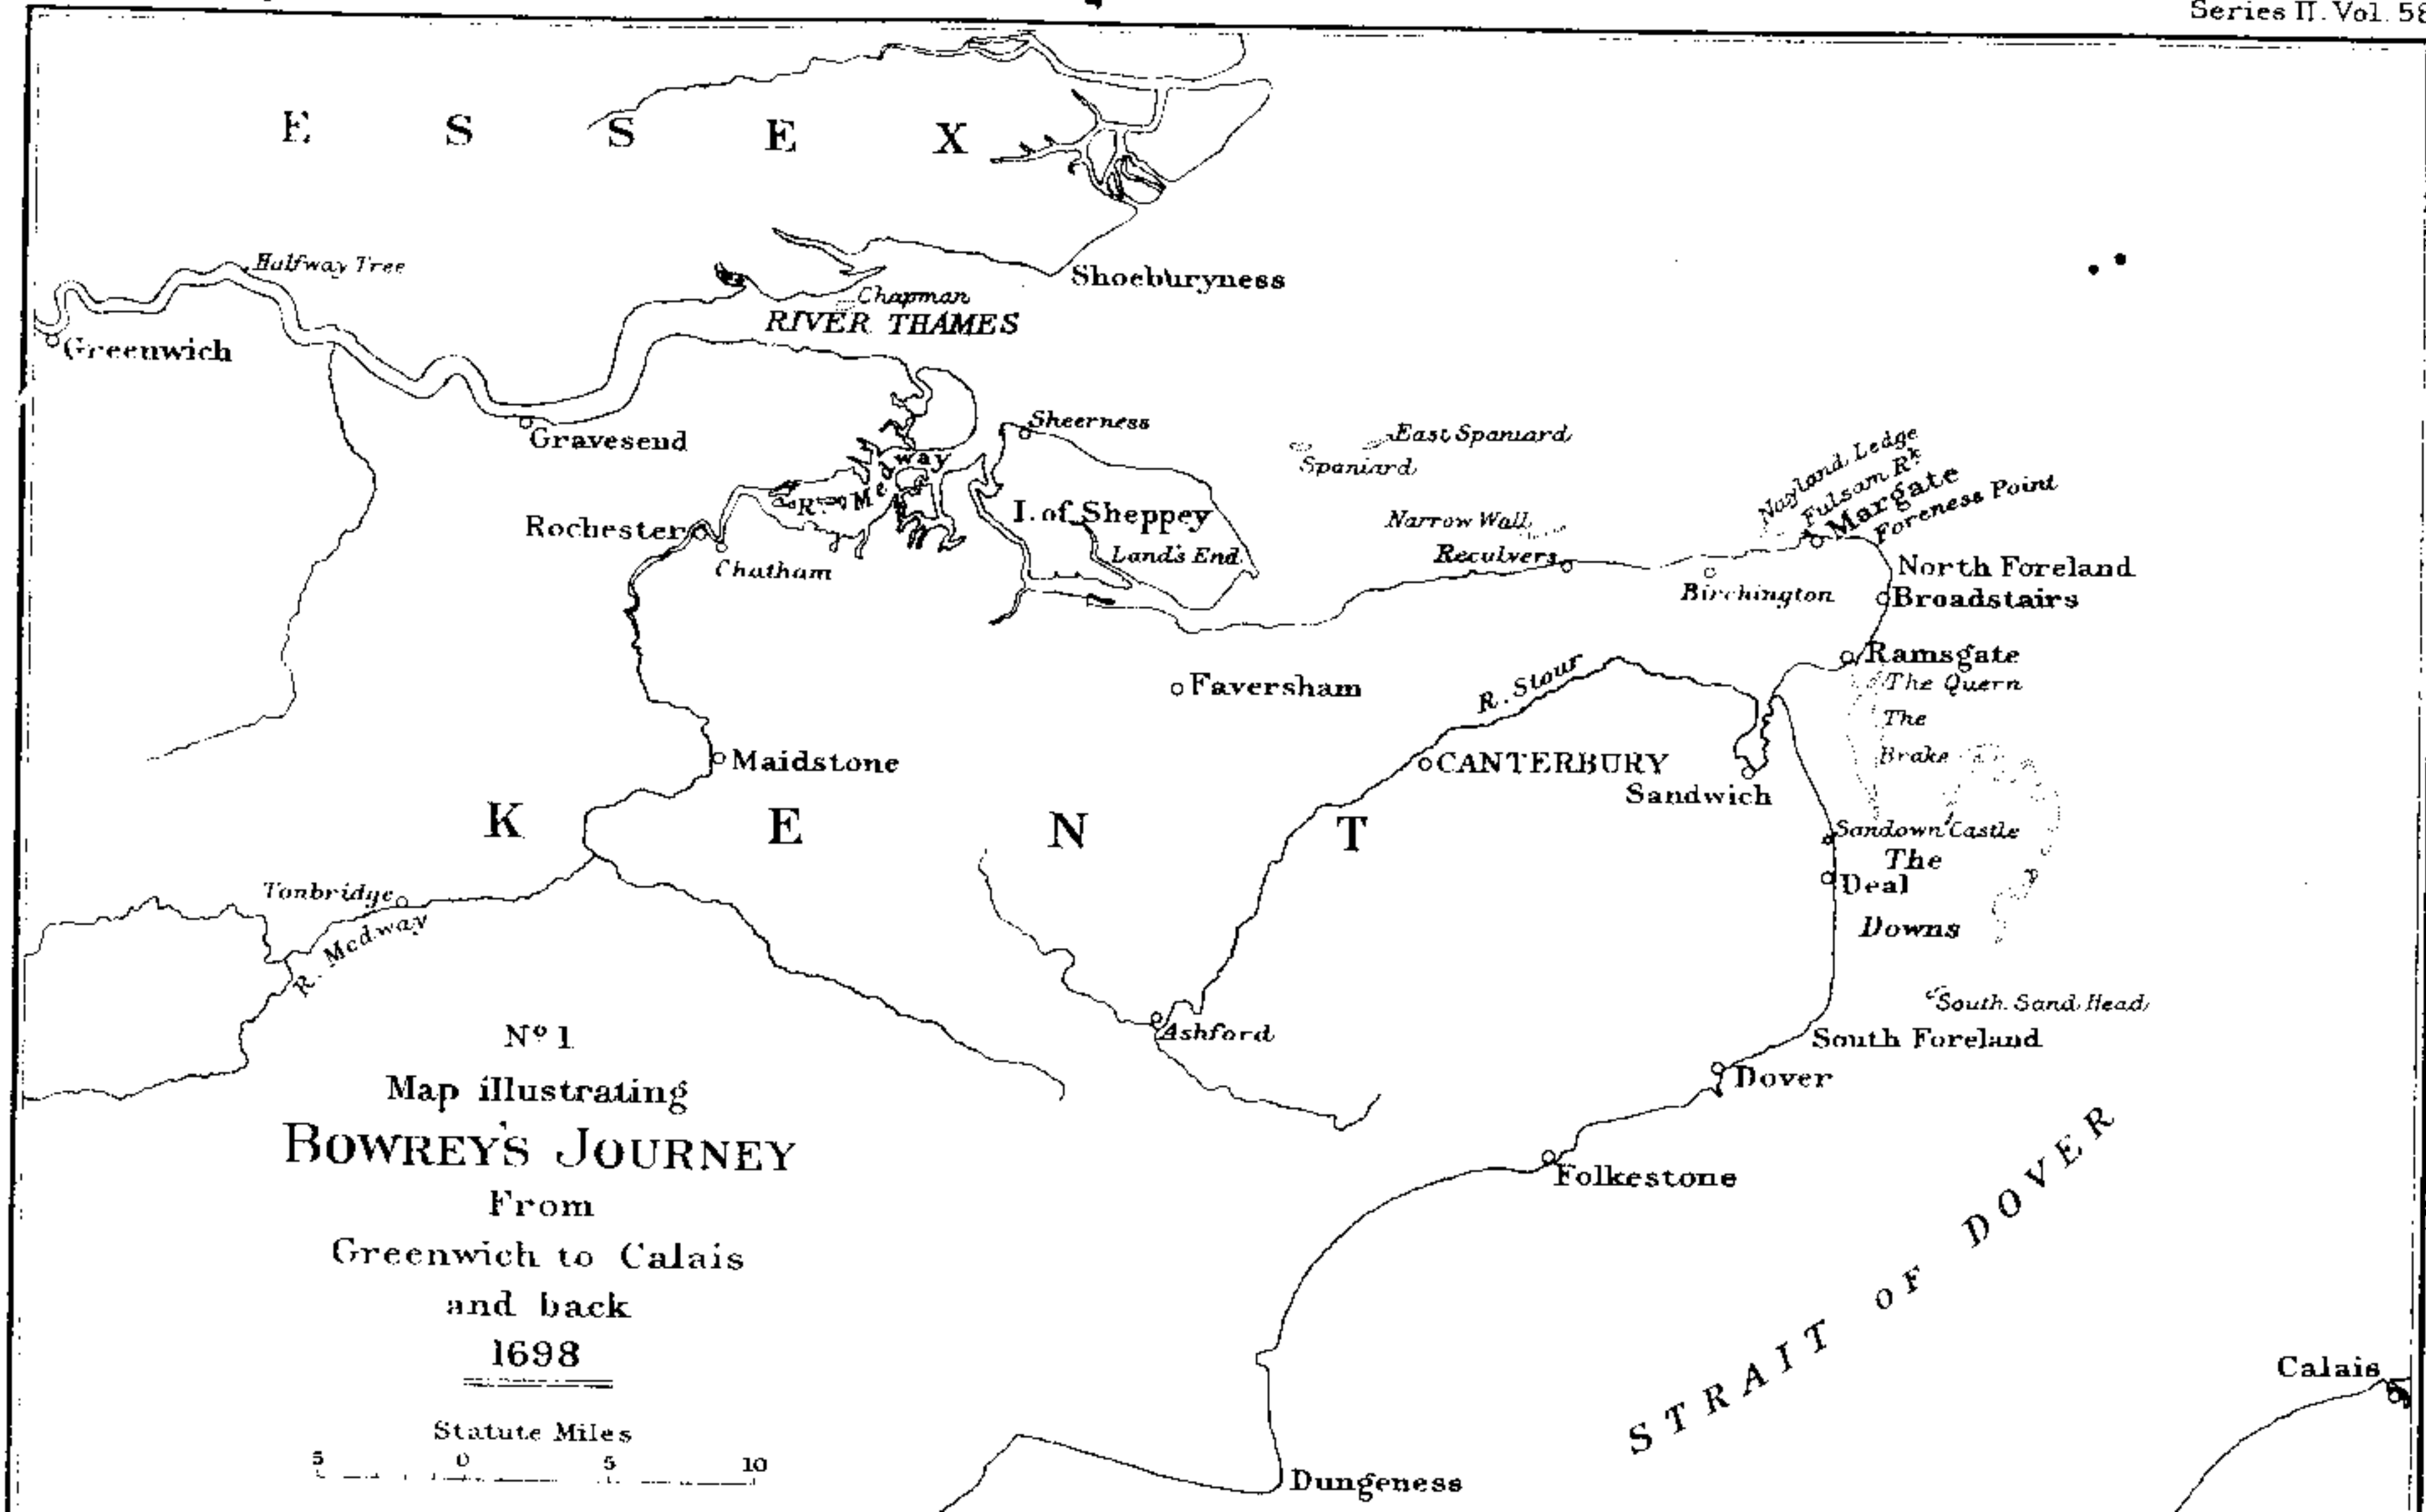 Series II. Vol. 58
E S S E X
Halfway Tree
Shoeburyness
Chapman
RIVER THAMES
Greenwich
Gravesend
Sheerness
East Spaniard
Spaniard
Nayland Ledge
Fulsam Rk
Margate
Foreness Point
R. Medway
I. of Sheppey
Land's End
Rochester
Chatham
Narrow Wall
Reculvers
Birchington
North Foreland
Broadstairs
Ramsgate
The Quern
The
Brake
Faversham
R. Stour
CANTERBURY
Sandwich
Maidstone
K E N T
Sandown Castle
The
Deal
Downs
Tonbridge
R. Medway
South Sand Head
South Foreland
Ashford
Dover
Folkestone
STRAIT OF DOVER
Calais
Dungeness
No 1
Map illustrating
BOWREY'S JOURNEY
From
Greenwich to Calais
and back
1698
Statute Miles
5 0 5 10